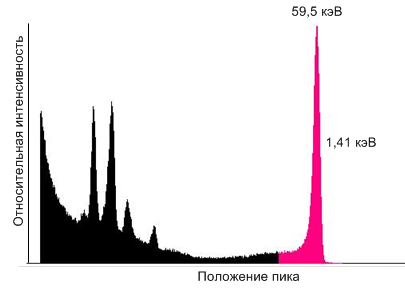 59,5 кэВ
1,41 кэВ
Относительная интенсивность
Положение пика